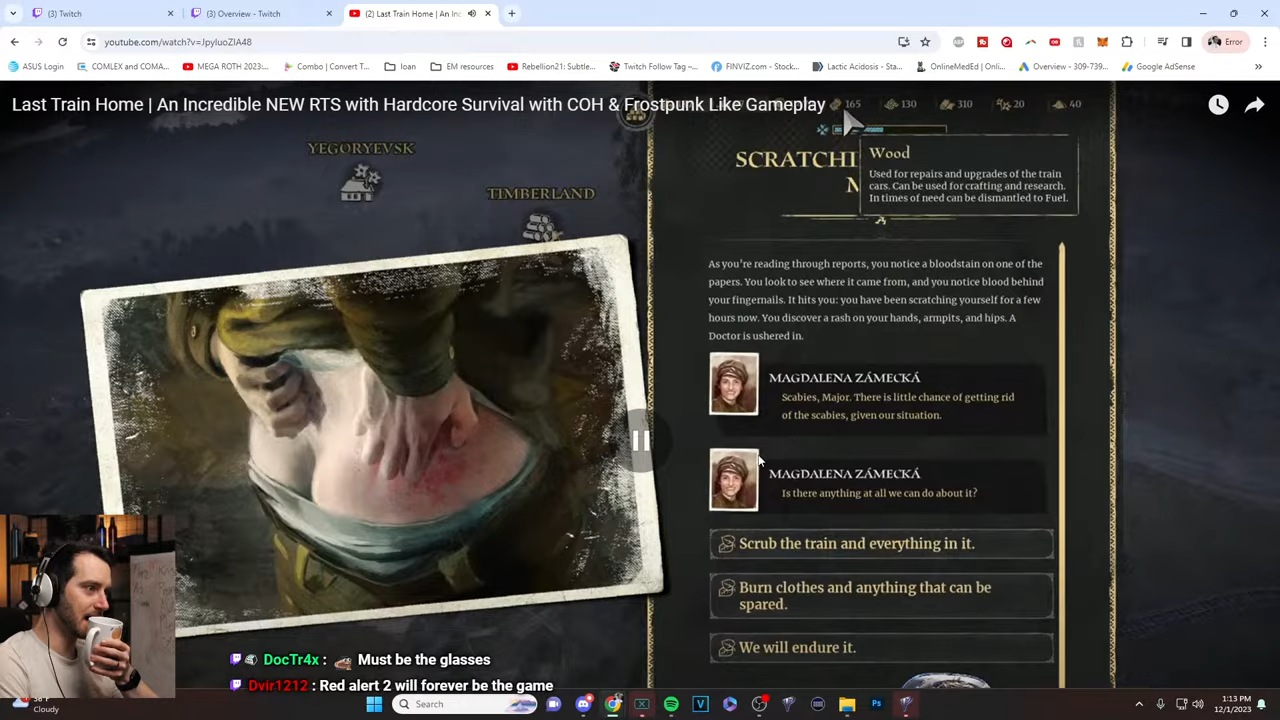 (3) Twitch
(3) Overview - Twitch
(2) Last Train Home | An Inc
youtube.com/watch?v=JpyIuoZIA48
Error
ASUS Login
COMLEX and COMA...
MEGA ROTH 2023:...
Combo | Convert T...
loan
EM resources
Rebellion21: Subtle...
Twitch Follow Tag –...
FINVIZ.com - Stock...
Lactic Acidosis - St...
OnlineMedEd | Onli...
Overview - 309-739...
Google AdSense
Last Train Home | An Incredible NEW RTS with Hardcore Survival with COH & Frostpunk Like Gameplay
165
130
310
20
40
YEGORYEVSK
TIMBERLAND
SCRATCHI
Wood
Used for repairs and upgrades of the train
cars. Can be used for crafting and research.
In times of need can be dismantled to Fuel.
As you're reading through reports, you notice a bloodstain on one of the
papers. You look to see where it came from, and you notice blood behind
your fingernails. It hits you: you have been scratching yourself for a few
hours now. You discover a rash on your hands, armpits, and hips. A
Doctor is ushered in.
MAGDALENA ZÁMECKÁ
Scabies, Major. There is little chance of getting rid
of the scabies, given our situation.
MAGDALENA ZÁMECKÁ
Is there anything at all we can do about it?
Scrub the train and everything in it.
Burn clothes and anything that can be
spared.
We will endure it.
DocTr4x : Must be the glasses
Dvir1212 : Red alert 2 will forever be the game
Cloudy
Search
1:13 PM
12/1/2023